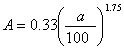 A = 0.33(a/100)^1.75